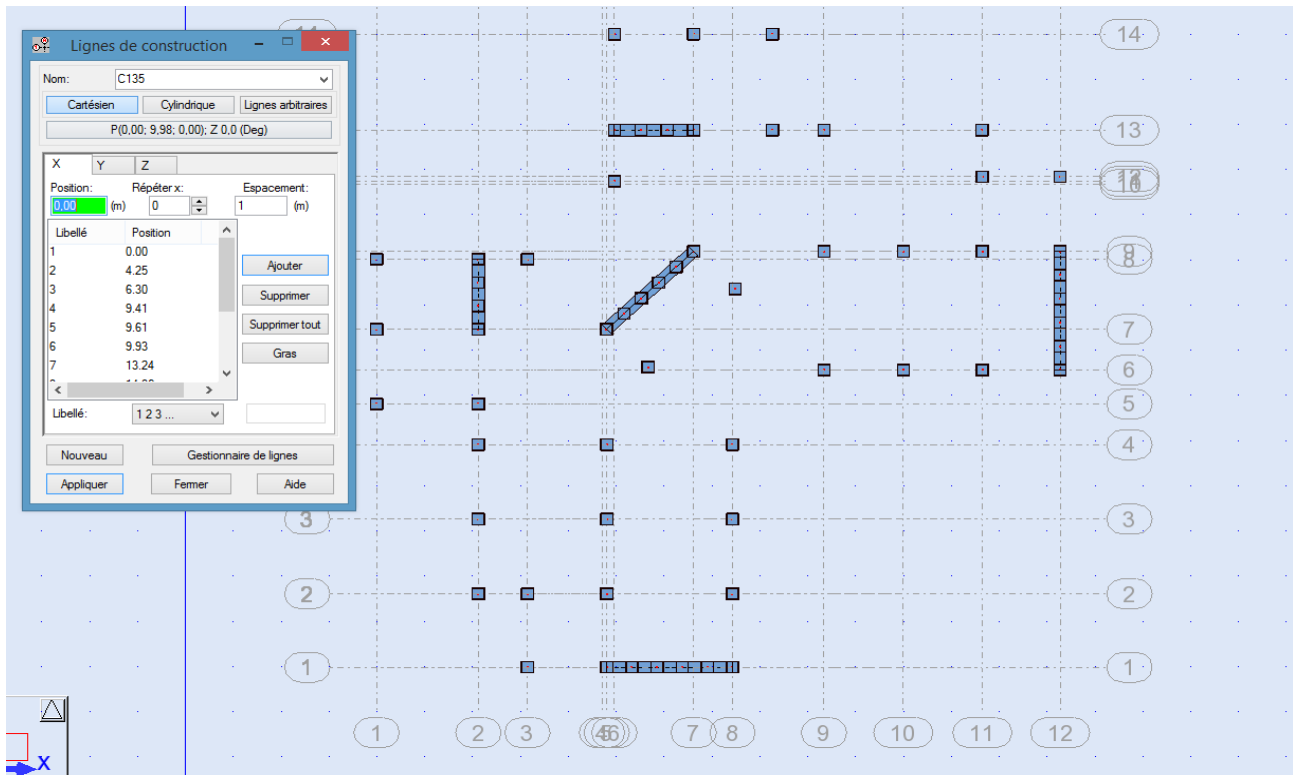 Lignes de construction
Nom: C135
Cartésien Cylindrique Lignes arbitraires
P(0,00; 9,98; 0,00); Z 0,0 (Deg)
X Y Z
Position: Répéter x: Espacement:
0,00 (m) 0 1 (m)
Libellé Position
1 0.00
2 4.25
3 6.30
4 9.41
5 9.61
6 9.93
7 13.24
Ajouter
Supprimer
Supprimer tout
Gras
Libellé: 1 2 3 ...
Nouveau Gestionnaire de lignes
Appliquer Fermer Aide
14
13
9
8
7
6
5
4
3 3
2 2
1 1
1 2 3 4 5 6 7 8 9 10 11 12
X